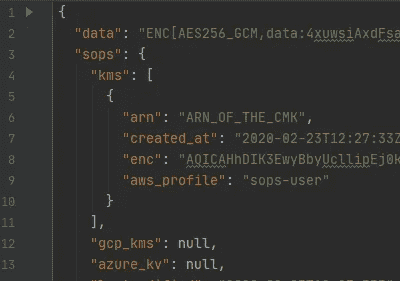 1 {
2 "data": "ENC[AES256_GCM,data:4xuwsiAxdFsa
3 "sops": {
4 "kms": [
5 {
6 "arn": "ARN_OF_THE_CMK",
7 "created_at": "2020-02-23T12:27:33Z
8 "enc": "AQICAHhDIK3EwyBbyUcllipEj0k
9 "aws_profile": "sops-user"
10 }
11 ],
12 "gcp_kms": null,
13 "azure_kv": null,